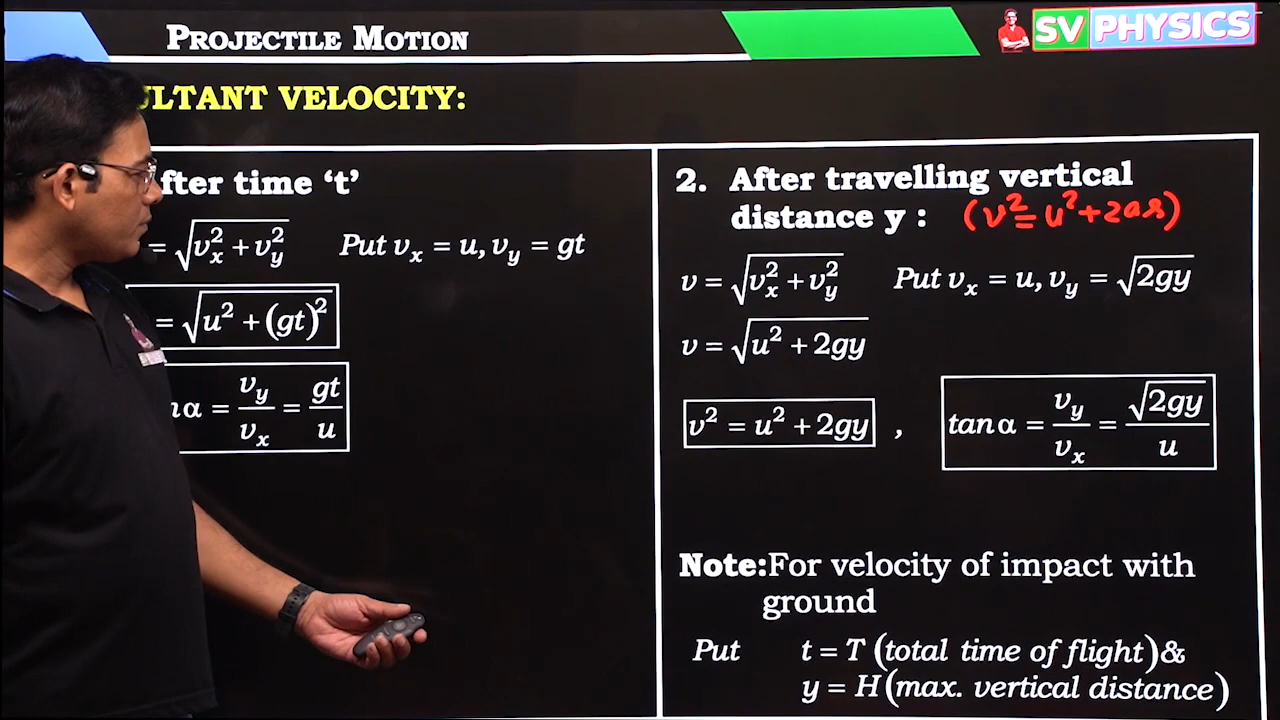 PROJECTILE MOTION
SV PHYSICS
ULTANT VELOCITY:
fter time ‘t’
= √(v_x² + v_y²) Put v_x = u, v_y = gt
= √(u² + (gt)²)
α = v_y/v_x = gt/u
2. After travelling vertical
distance y : (v² = u² + 2as)
v = √(v_x² + v_y²) Put v_x = u, v_y = √2gy
v = √(u² + 2gy)
v² = u² + 2gy , tan α = v_y/v_x = √2gy/u
Note:For velocity of impact with
ground
Put t = T (total time of flight)&
y = H(max. vertical distance)